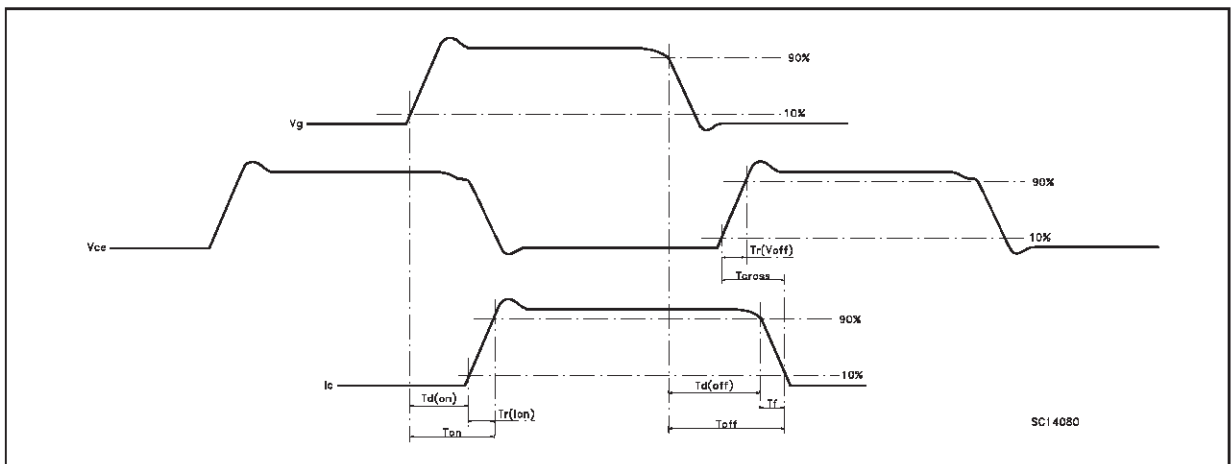 90%
10%
Vg
90%
Vce
10%
Tr(Voff)
Tcross
90%
Ic
10%
Td(on)
Td(off)
Tr(Ion)
Tf
Ton
Toff
SC14080